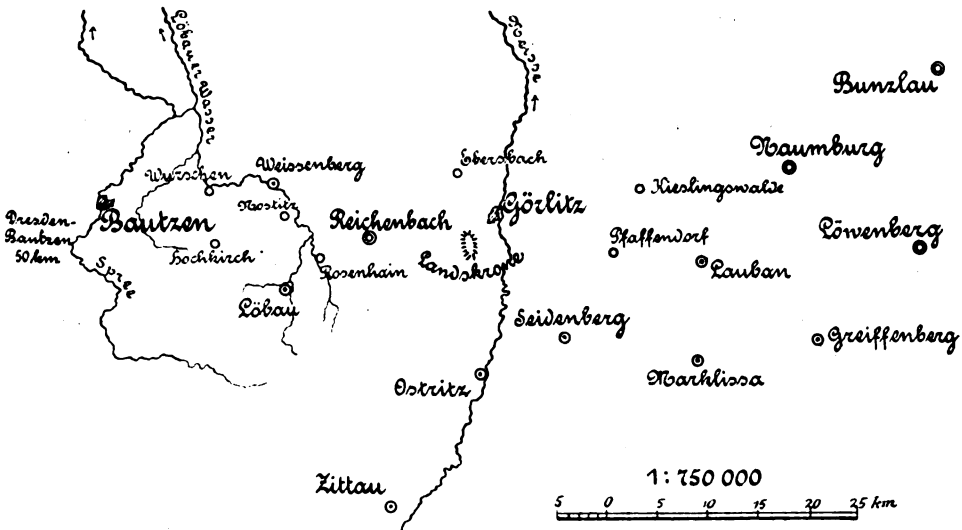 Löbauer Wasser
Neisse
Bunzlau
Naumburg
Ebersbach
Weissenberg
Wurschen
Kieslingswalde
Nostitz
Reichenbach
Görlitz
Bautzen
Dresden-
Bautzen
50 km
Löwenberg
Pfaffendorf
Hochkirch
Landskrone
Lauban
Rosenhain
Spree
Löbau
Seidenberg
Greiffenberg
Marklissa
Ostritz
Zittau
1:750 000
5 0 5 10 15 20 25 km